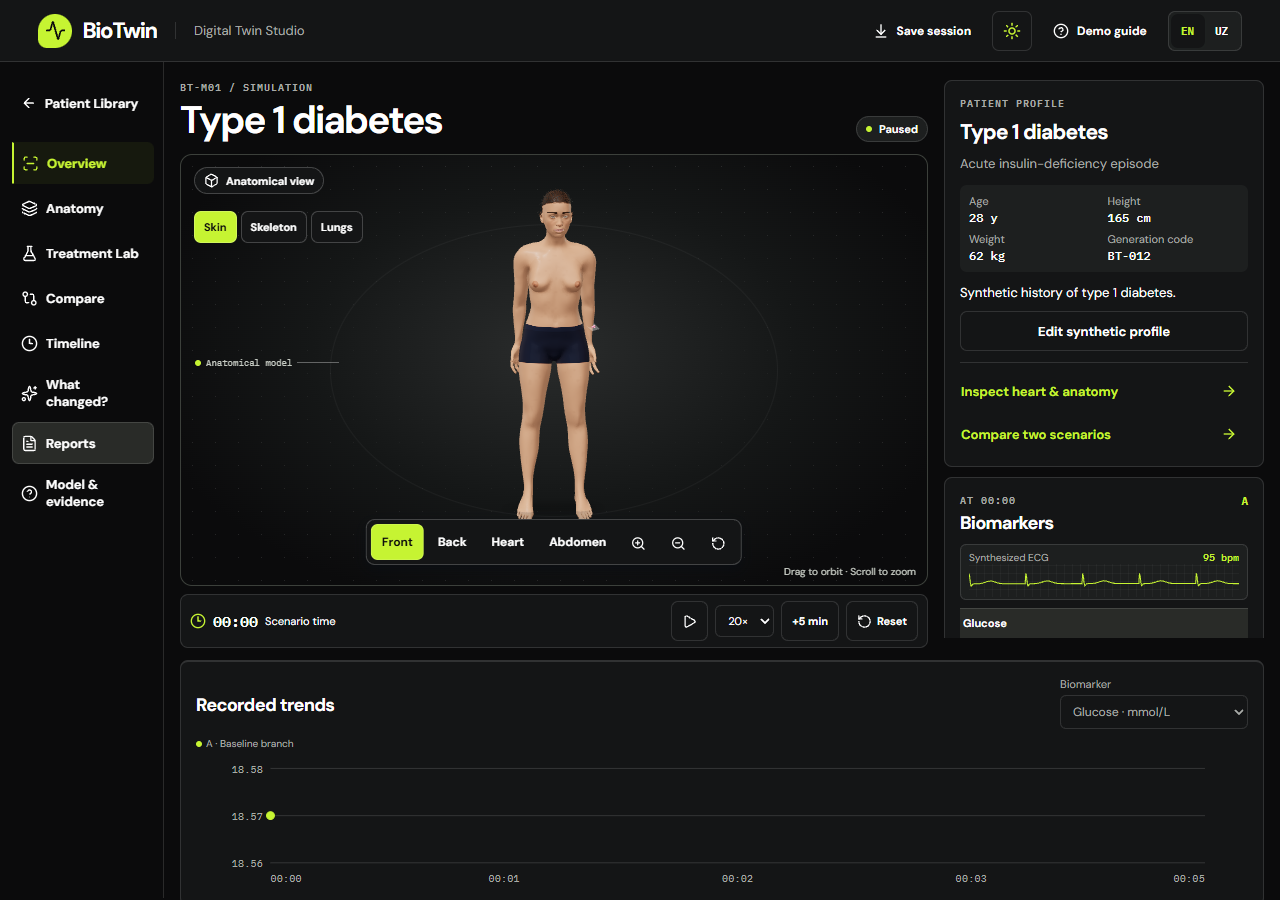 BioTwin
Digital Twin Studio
Save session
Demo guide
EN
UZ
Patient Library
Overview
Anatomy
Treatment Lab
Compare
Timeline
What
changed?
Reports
Model &
evidence
BT-M01 / SIMULATION
Type 1 diabetes
Paused
Anatomical view
Skin
Skeleton
Lungs
Anatomical model
Front
Back
Heart
Abdomen
Drag to orbit · Scroll to zoom
00:00 Scenario time
20×
+5 min
Reset
PATIENT PROFILE
Type 1 diabetes
Acute insulin-deficiency episode
Age
28 y
Height
165 cm
Weight
62 kg
Generation code
BT-012
Synthetic history of type 1 diabetes.
Edit synthetic profile
Inspect heart & anatomy
Compare two scenarios
AT 00:00
A
Biomarkers
Synthesized ECG
95 bpm
Glucose
Recorded trends
Biomarker
Glucose · mmol/L
A · Baseline branch
18.58
18.57
18.56
00:00
00:01
00:02
00:03
00:05